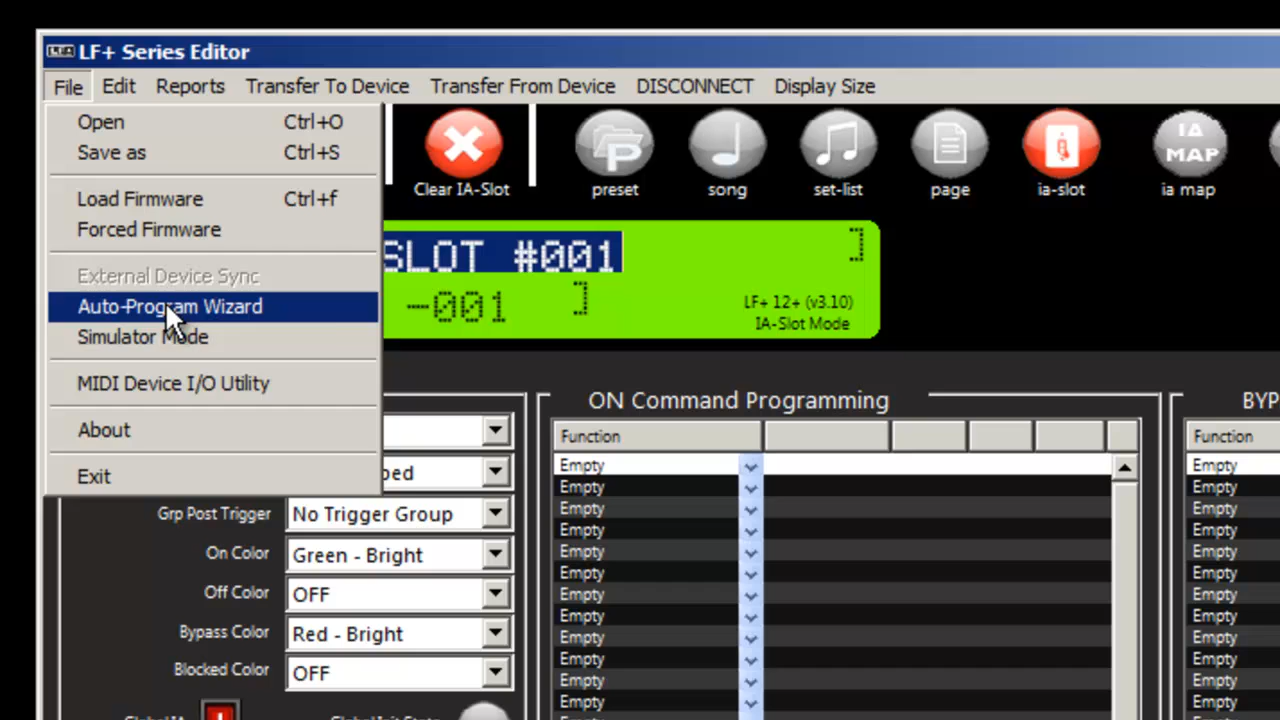 LF+ Series Editor
File Edit Reports Transfer To Device Transfer From Device DISCONNECT Display Size
Open Ctrl+O
Save as Ctrl+S
Load Firmware Ctrl+f
Forced Firmware
External Device Sync
Auto-Program Wizard
Simulator Mode
MIDI Device I/O Utility
About
Exit
Clear IA-Slot preset song set-list page ia-slot ia map
IA
MAP
SLOT #001 ]
-001 ]
LF+ 12+ (v3.10)
IA-Slot Mode
Grp Post Trigger No Trigger Group
On Color Green - Bright
Off Color OFF
Bypass Color Red - Bright
Blocked Color OFF
ON Command Programming
Function
Empty
Empty
Empty
Empty
Empty
Empty
Empty
Empty
Empty
Empty
Empty
Empty
BYP
Function
Empty
Empty
Empty
Empty
Empty
Empty
Empty
Empty
Empty
Empty
Empty
Empty